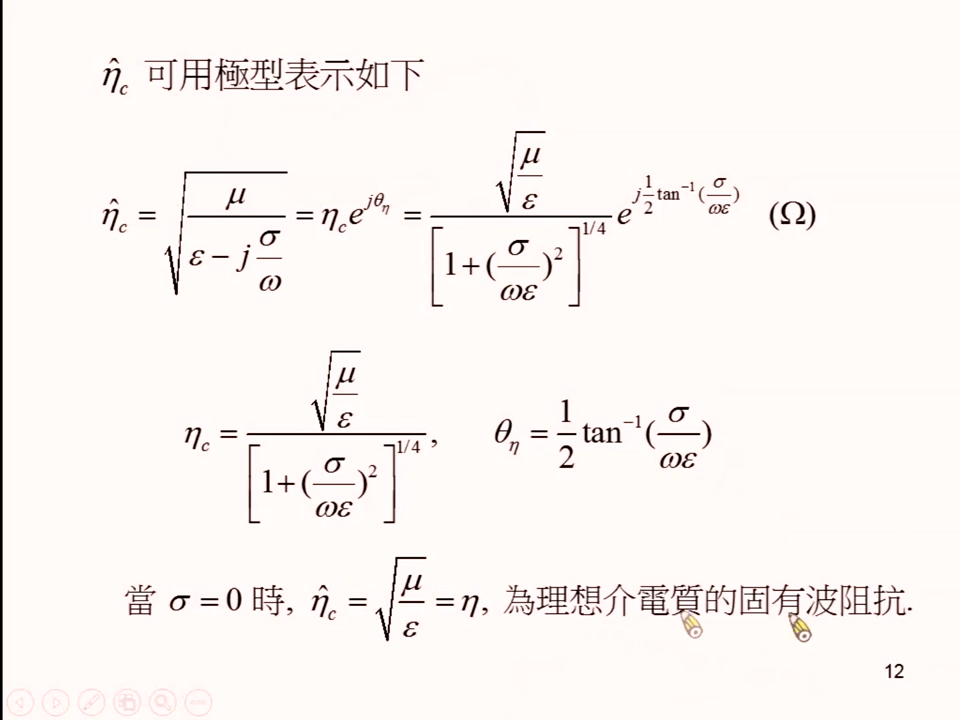 η̂_c 可用極型表示如下
η̂_c = √(μ / (ε − j σ/ω)) = η_c e^{jθ_η} = √(μ/ε) / [1 + (σ/ωε)²]^{1/4} e^{j ½ tan⁻¹(σ/ωε)} (Ω)
η_c = √(μ/ε) / [1 + (σ/ωε)²]^{1/4}, θ_η = ½ tan⁻¹(σ/ωε)
當 σ = 0 時, η̂_c = √(μ/ε) = η, 為理想介電質的固有波阻抗.
12